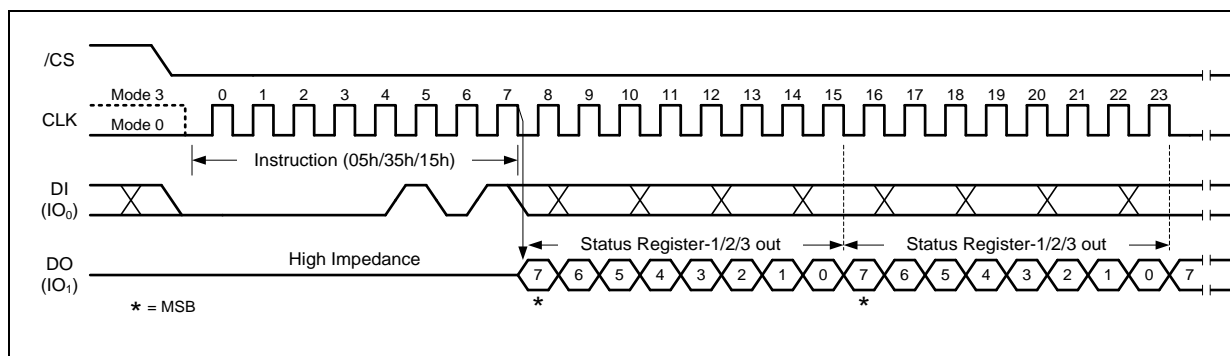 /CS
Mode 3
0 1 2 3 4 5 6 7 8 9 10 11 12 13 14 15 16 17 18 19 20 21 22 23
CLK
Mode 0
Instruction (05h/35h/15h)
DI
(IO₀)
Status Register-1/2/3 out Status Register-1/2/3 out
High Impedance
DO
(IO₁)
7 6 5 4 3 2 1 0 7 6 5 4 3 2 1 0 7
* *
* = MSB